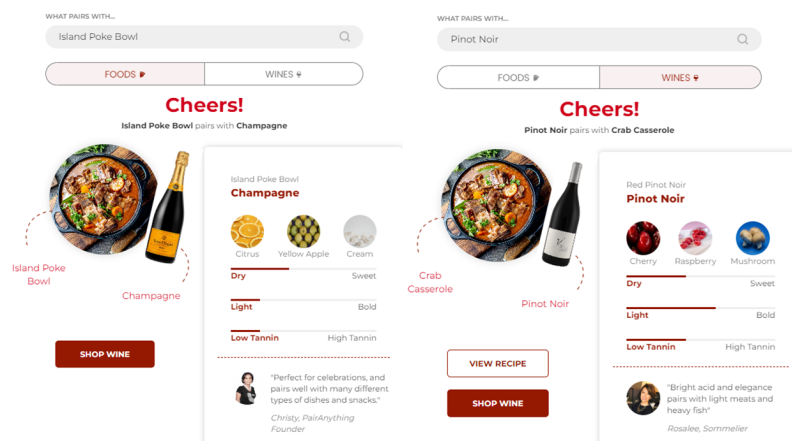 WHAT PAIRS WITH...
Island Poke Bowl
FOODS
WINES
Cheers!
Island Poke Bowl pairs with Champagne
Island Poke
Bowl
Champagne
SHOP WINE
Island Poke Bowl
Champagne
Citrus
Yellow Apple
Cream
Dry
Sweet
Light
Bold
Low Tannin
High Tannin
"Perfect for celebrations, and
pairs well with many different
types of dishes and snacks."
Christy, PairAnything
Founder
WHAT PAIRS WITH...
Pinot Noir
FOODS
WINES
Cheers!
Pinot Noir pairs with Crab Casserole
Crab
Casserole
Pinot Noir
VIEW RECIPE
SHOP WINE
Red Pinot Noir
Pinot Noir
Cherry
Raspberry
Mushroom
Dry
Sweet
Light
Bold
Low Tannin
High Tannin
"Bright acid and elegance
pairs with light meats and
heavy fish"
Rosalee, Sommelier